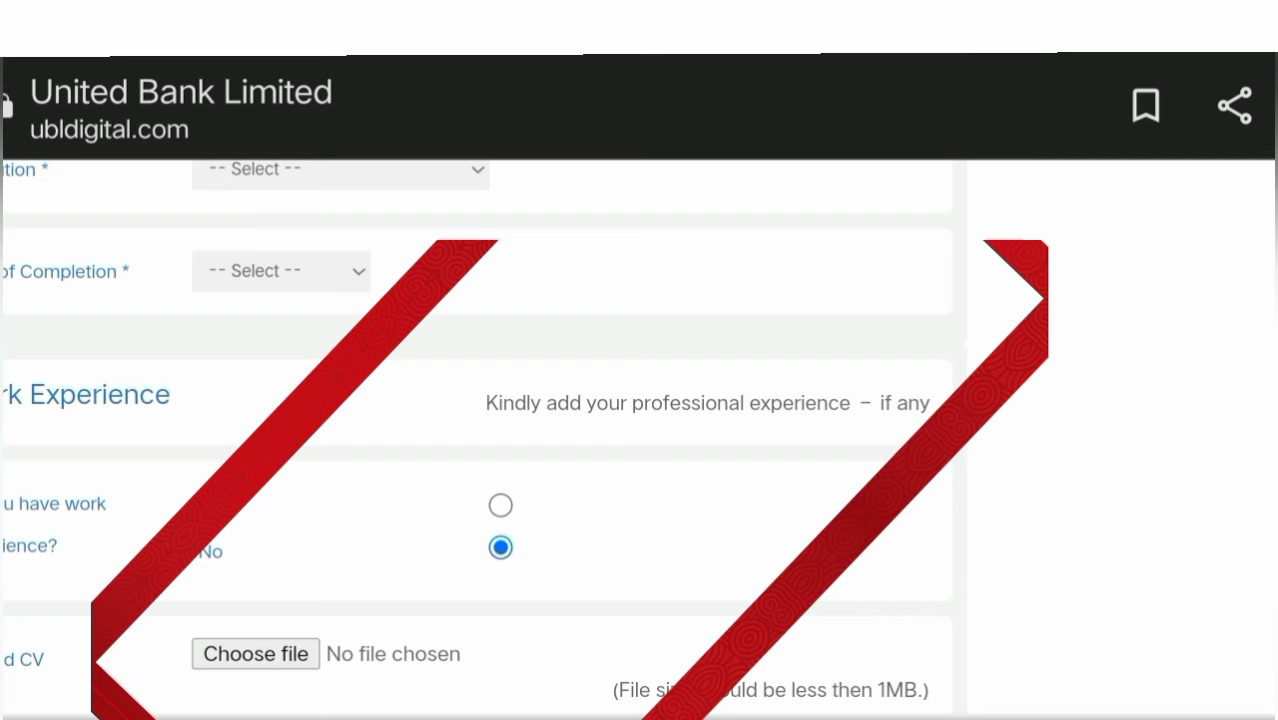 United Bank Limited
ubldigital.com
tion * -- Select --
of Completion * -- Select --
rk Experience
Kindly add your professional experience – if any
u have work
ience?
No
d CV Choose file No file chosen
(File si uld be less then 1MB.)